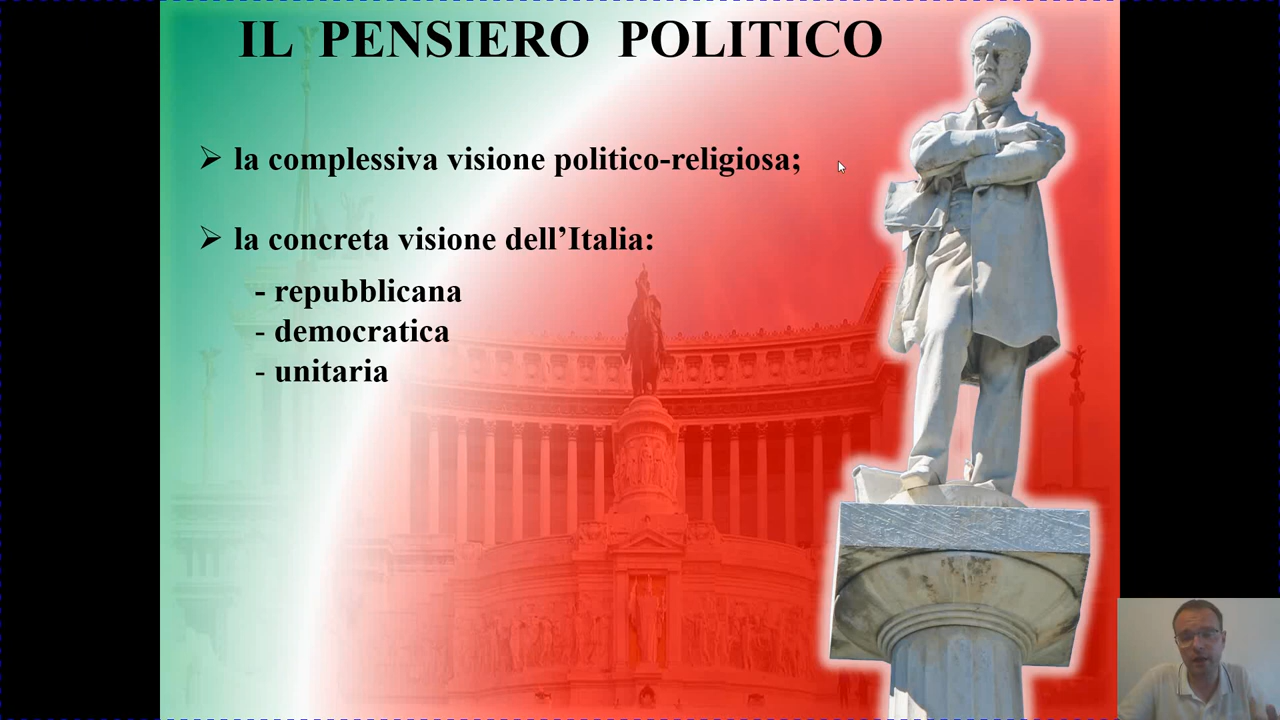 IL PENSIERO POLITICO
➢ la complessiva visione politico-religiosa;
➢ la concreta visione dell’Italia:
- repubblicana
- democratica
- unitaria